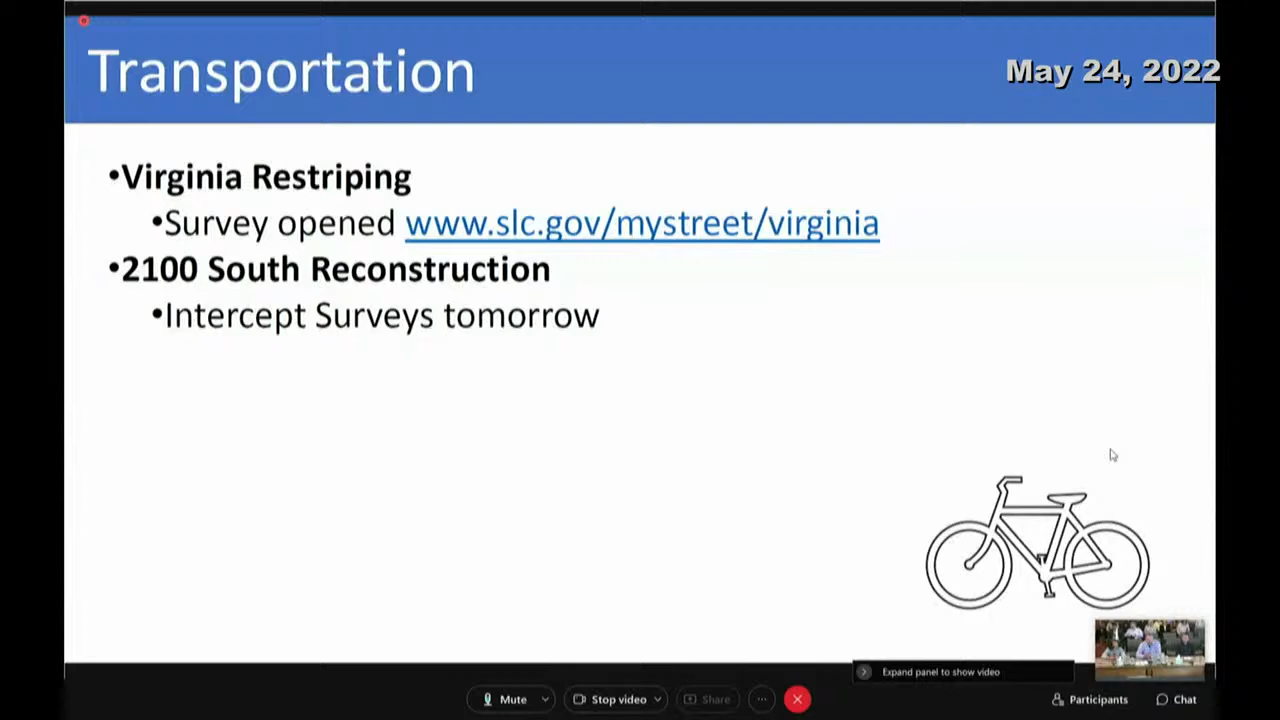 Transportation
May 24, 2022
•Virginia Restriping
•Survey opened www.slc.gov/mystreet/virginia
•2100 South Reconstruction
•Intercept Surveys tomorrow
Expand panel to show video
Mute
Stop video
Share
Participants
Chat